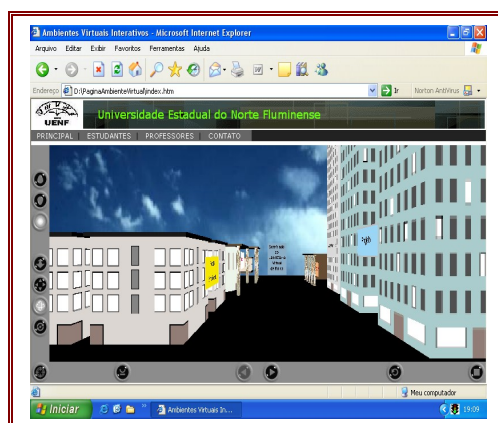 Ambientes Virtuais Interativos - Microsoft Internet Explorer
Arquivo Editar Exibir Favoritos Ferramentas Ajuda
Endereço D:\PaginaAmbienteVirtual\index.htm Ir Norton AntiVirus
UENF
Universidade Estadual do Norte Fluminense
PRINCIPAL | ESTUDANTES | PROFESSORES | CONTATO
Meu computador
Iniciar
Ambientes Virtuais In...
19:09